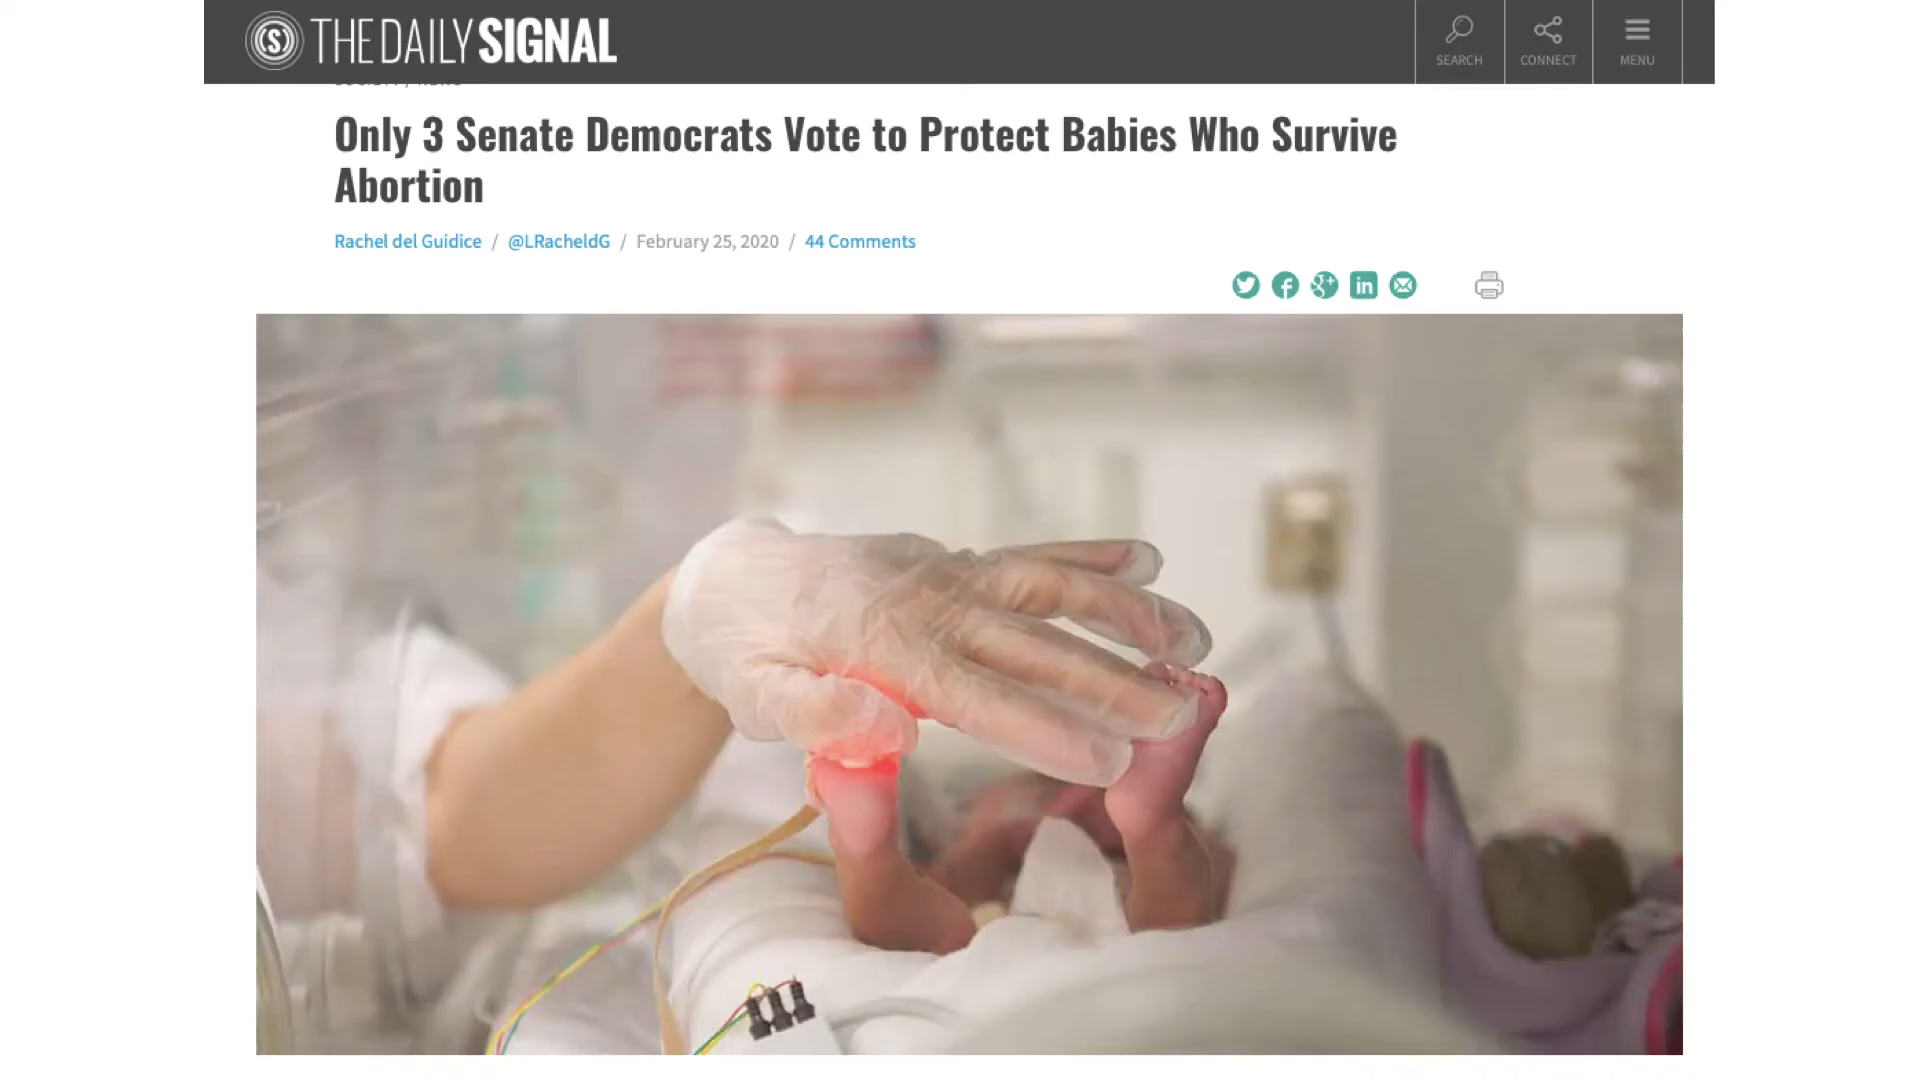 (S) THE DAILY SIGNAL
SEARCH
CONNECT
MENU
Only 3 Senate Democrats Vote to Protect Babies Who Survive
Abortion
Rachel del Guidice / @LRacheldG / February 25, 2020 / 44 Comments